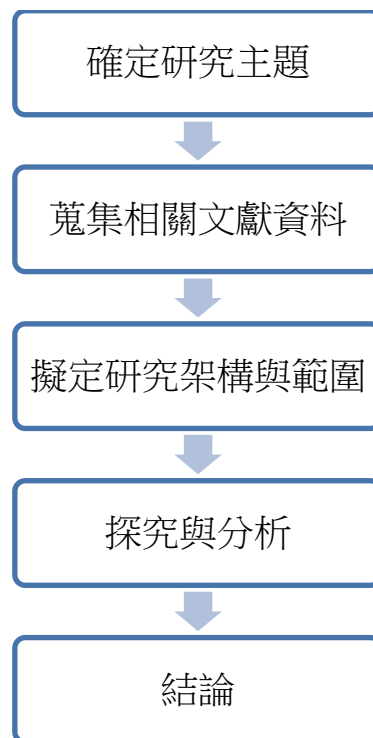 確定研究主題
蒐集相關文獻資料
擬定研究架構與範圍
探究與分析
結論